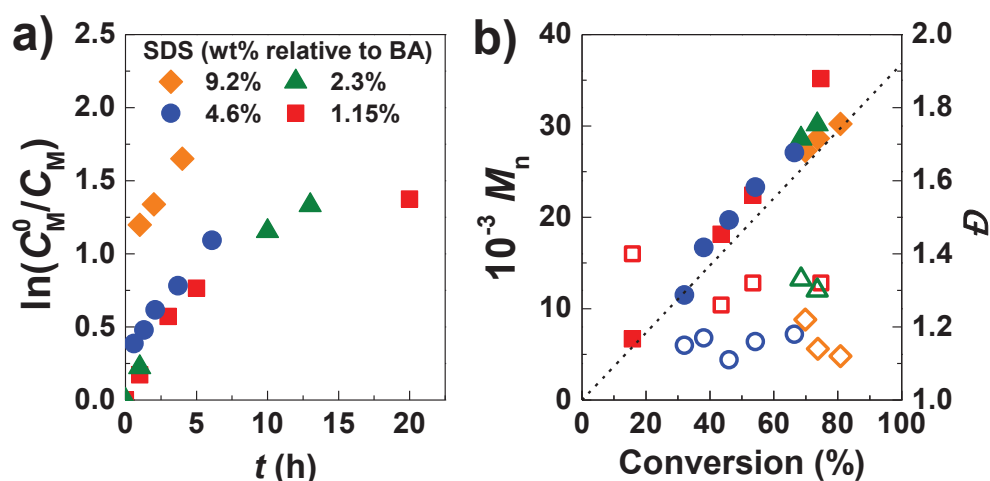 a)
SDS (wt% relative to BA)
9.2% 2.3%
4.6% 1.15%
2.5
2.0
1.5
1.0
0.5
0.0
ln(C⁰_M/C_M)
0 5 10 15 20
t (h)
b)
40
30
20
10
0
10⁻³ M_n
2.0
1.8
1.6
1.4
1.2
1.0
Đ
0 20 40 60 80 100
Conversion (%)